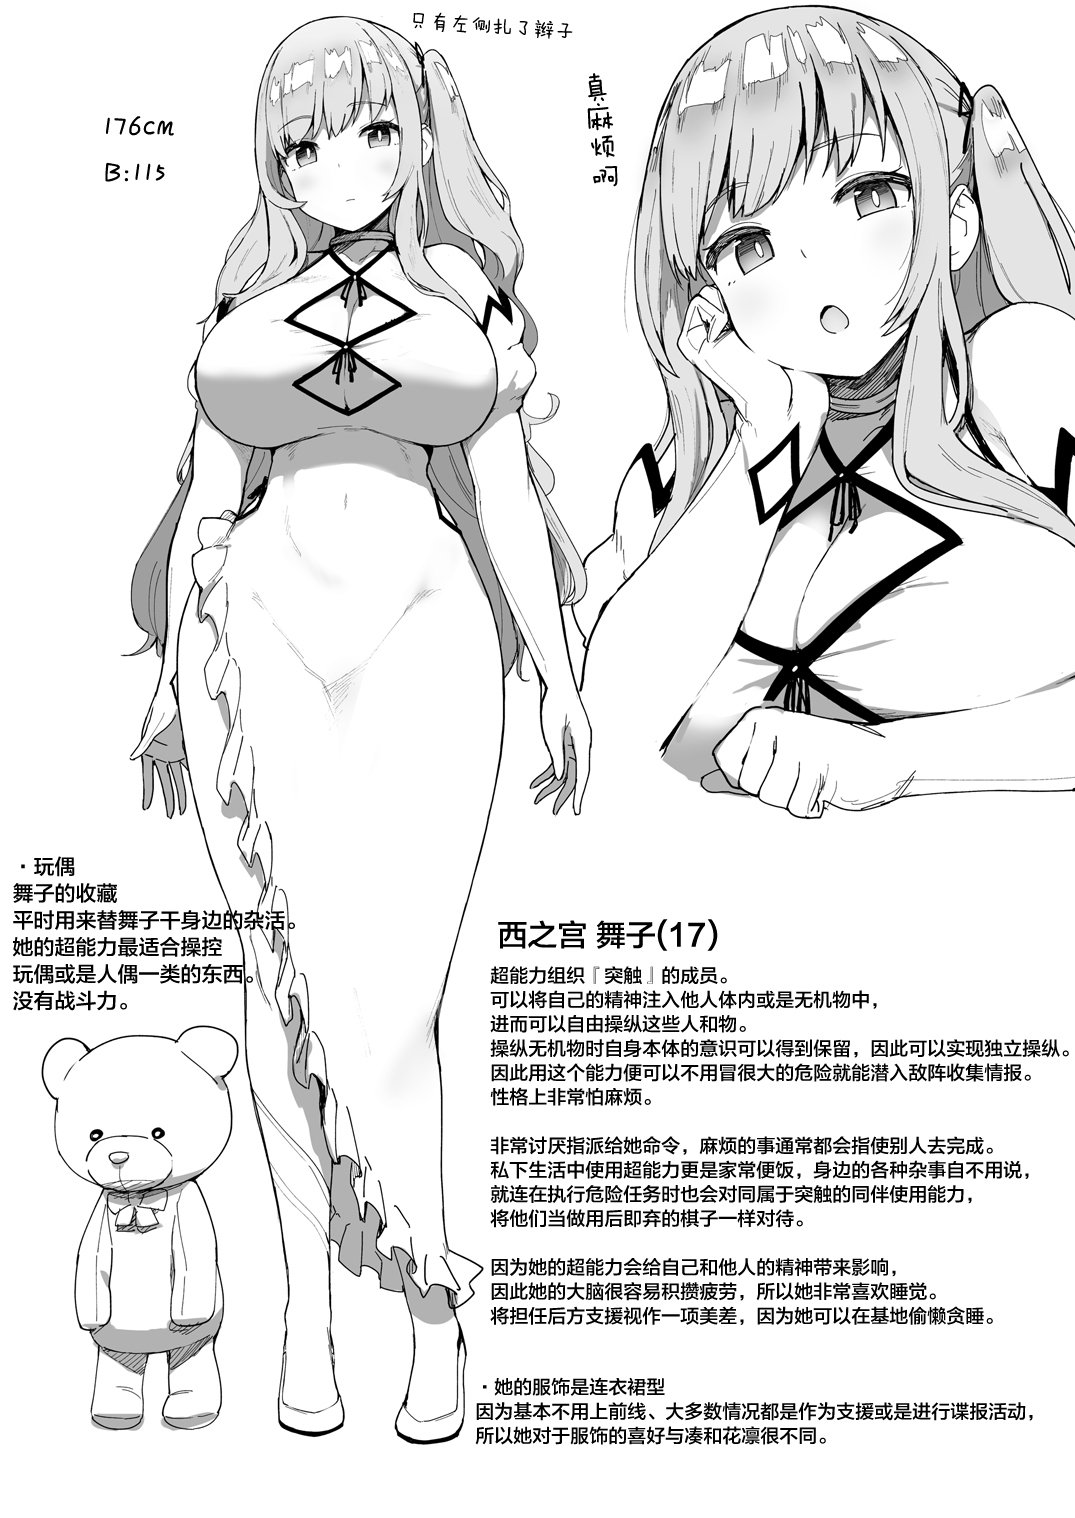 只有左侧扎了辫子
176cm
B:115
真麻烦啊
・玩偶
舞子的收藏
平时用来替舞子干身边的杂活。
她的超能力最适合操控
玩偶或是人偶一类的东西。
没有战斗力。
西之宫 舞子(17)
超能力组织『突触』的成员。
可以将自己的精神注入他人体内或是无机物中，
进而可以自由操纵这些人和物。
操纵无机物时自身本体的意识可以得到保留，因此可以实现独立操纵。
因此用这个能力便可以不用冒很大的危险就能潜入敌阵收集情报。
性格上非常怕麻烦。
非常讨厌指派给她命令，麻烦的事通常都会指使别人去完成。
私下生活中使用超能力更是家常便饭，身边的各种杂事自不用说，
就连在执行危险任务时也会对同属于突触的同伴使用能力，
将他们当做用后即弃的棋子一样对待。
因为她的超能力会给自己和他人的精神带来影响，
因此她的大脑很容易积攒疲劳，所以她非常喜欢睡觉。
将担任后方支援视作一项美差，因为她可以在基地偷懒贪睡。
・她的服饰是连衣裙型
因为基本不用上前线、大多数情况都是作为支援或是进行谍报活动，
所以她对于服饰的喜好与凑和花凛很不同。